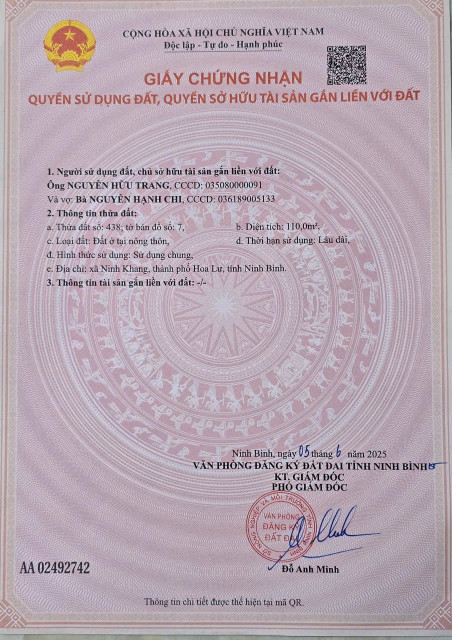 CỘNG HÒA XÃ HỘI CHỦ NGHĨA VIỆT NAM
Độc lập - Tự do - Hạnh phúc
GIẤY CHỨNG NHẬN
QUYỀN SỬ DỤNG ĐẤT, QUYỀN SỞ HỮU TÀI SẢN GẮN LIỀN VỚI ĐẤT
1. Người sử dụng đất, chủ sở hữu tài sản gắn liền với đất:
Ông NGUYỄN HỮU TRANG, CCCD: 035080000091
Và vợ: Bà NGUYỄN HẠNH CHI, CCCD: 036189005133
2. Thông tin thửa đất:
a. Thửa đất số: 438; tờ bản đồ số: 7, b. Diện tích: 110,0m².
c. Loại đất: Đất ở tại nông thôn, d. Thời hạn sử dụng: Lâu dài,
đ. Hình thức sử dụng: Sử dụng chung,
e. Địa chỉ: xã Ninh Khang, thành phố Hoa Lư, tỉnh Ninh Bình.
3. Thông tin tài sản gắn liền với đất: -/-
Ninh Bình, ngày 05 tháng 6 năm 2025
VĂN PHÒNG ĐĂNG KÝ ĐẤT ĐAI TỈNH NINH BÌNH
KT. GIÁM ĐỐC
PHÓ GIÁM ĐỐC
VĂN PHÒNG
ĐĂNG KÝ
ĐẤT ĐAI
Đỗ Anh Minh
AA 02492742
Thông tin chi tiết được thể hiện tại mã QR.